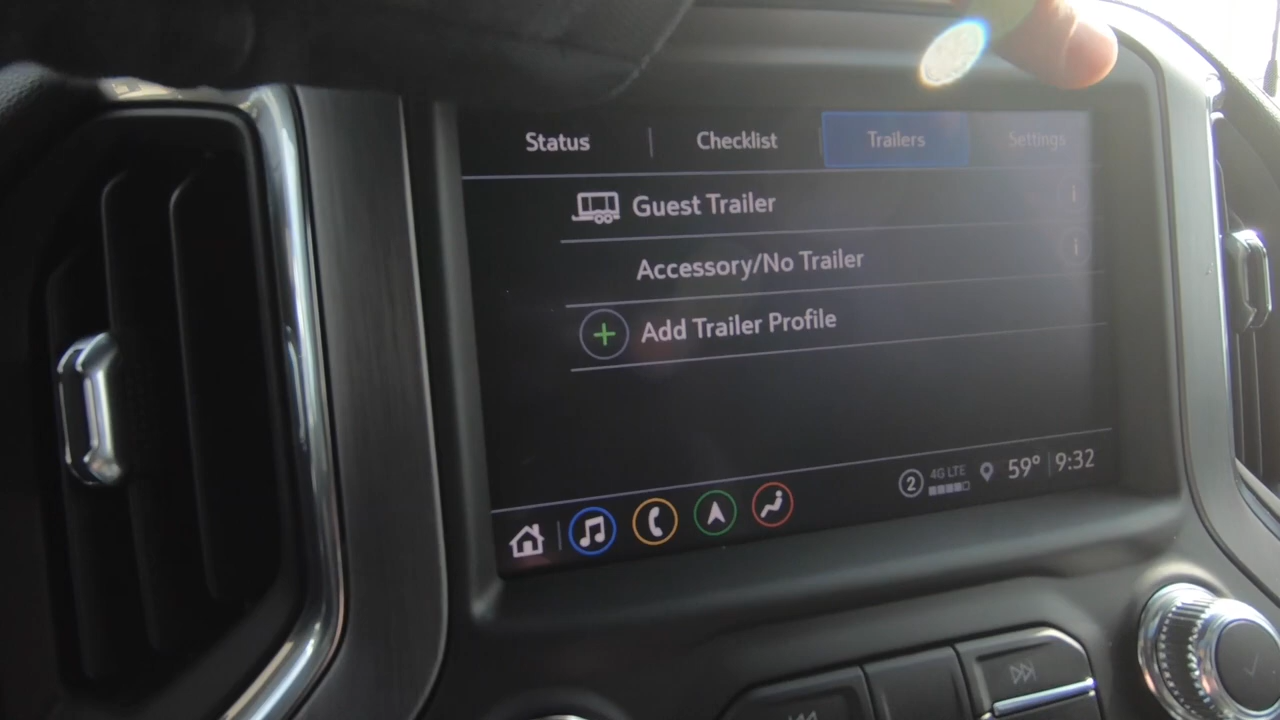 Status Checklist Trailers Settings
Guest Trailer i
Accessory/No Trailer i
Add Trailer Profile
2 4G LTE 59° 9:32